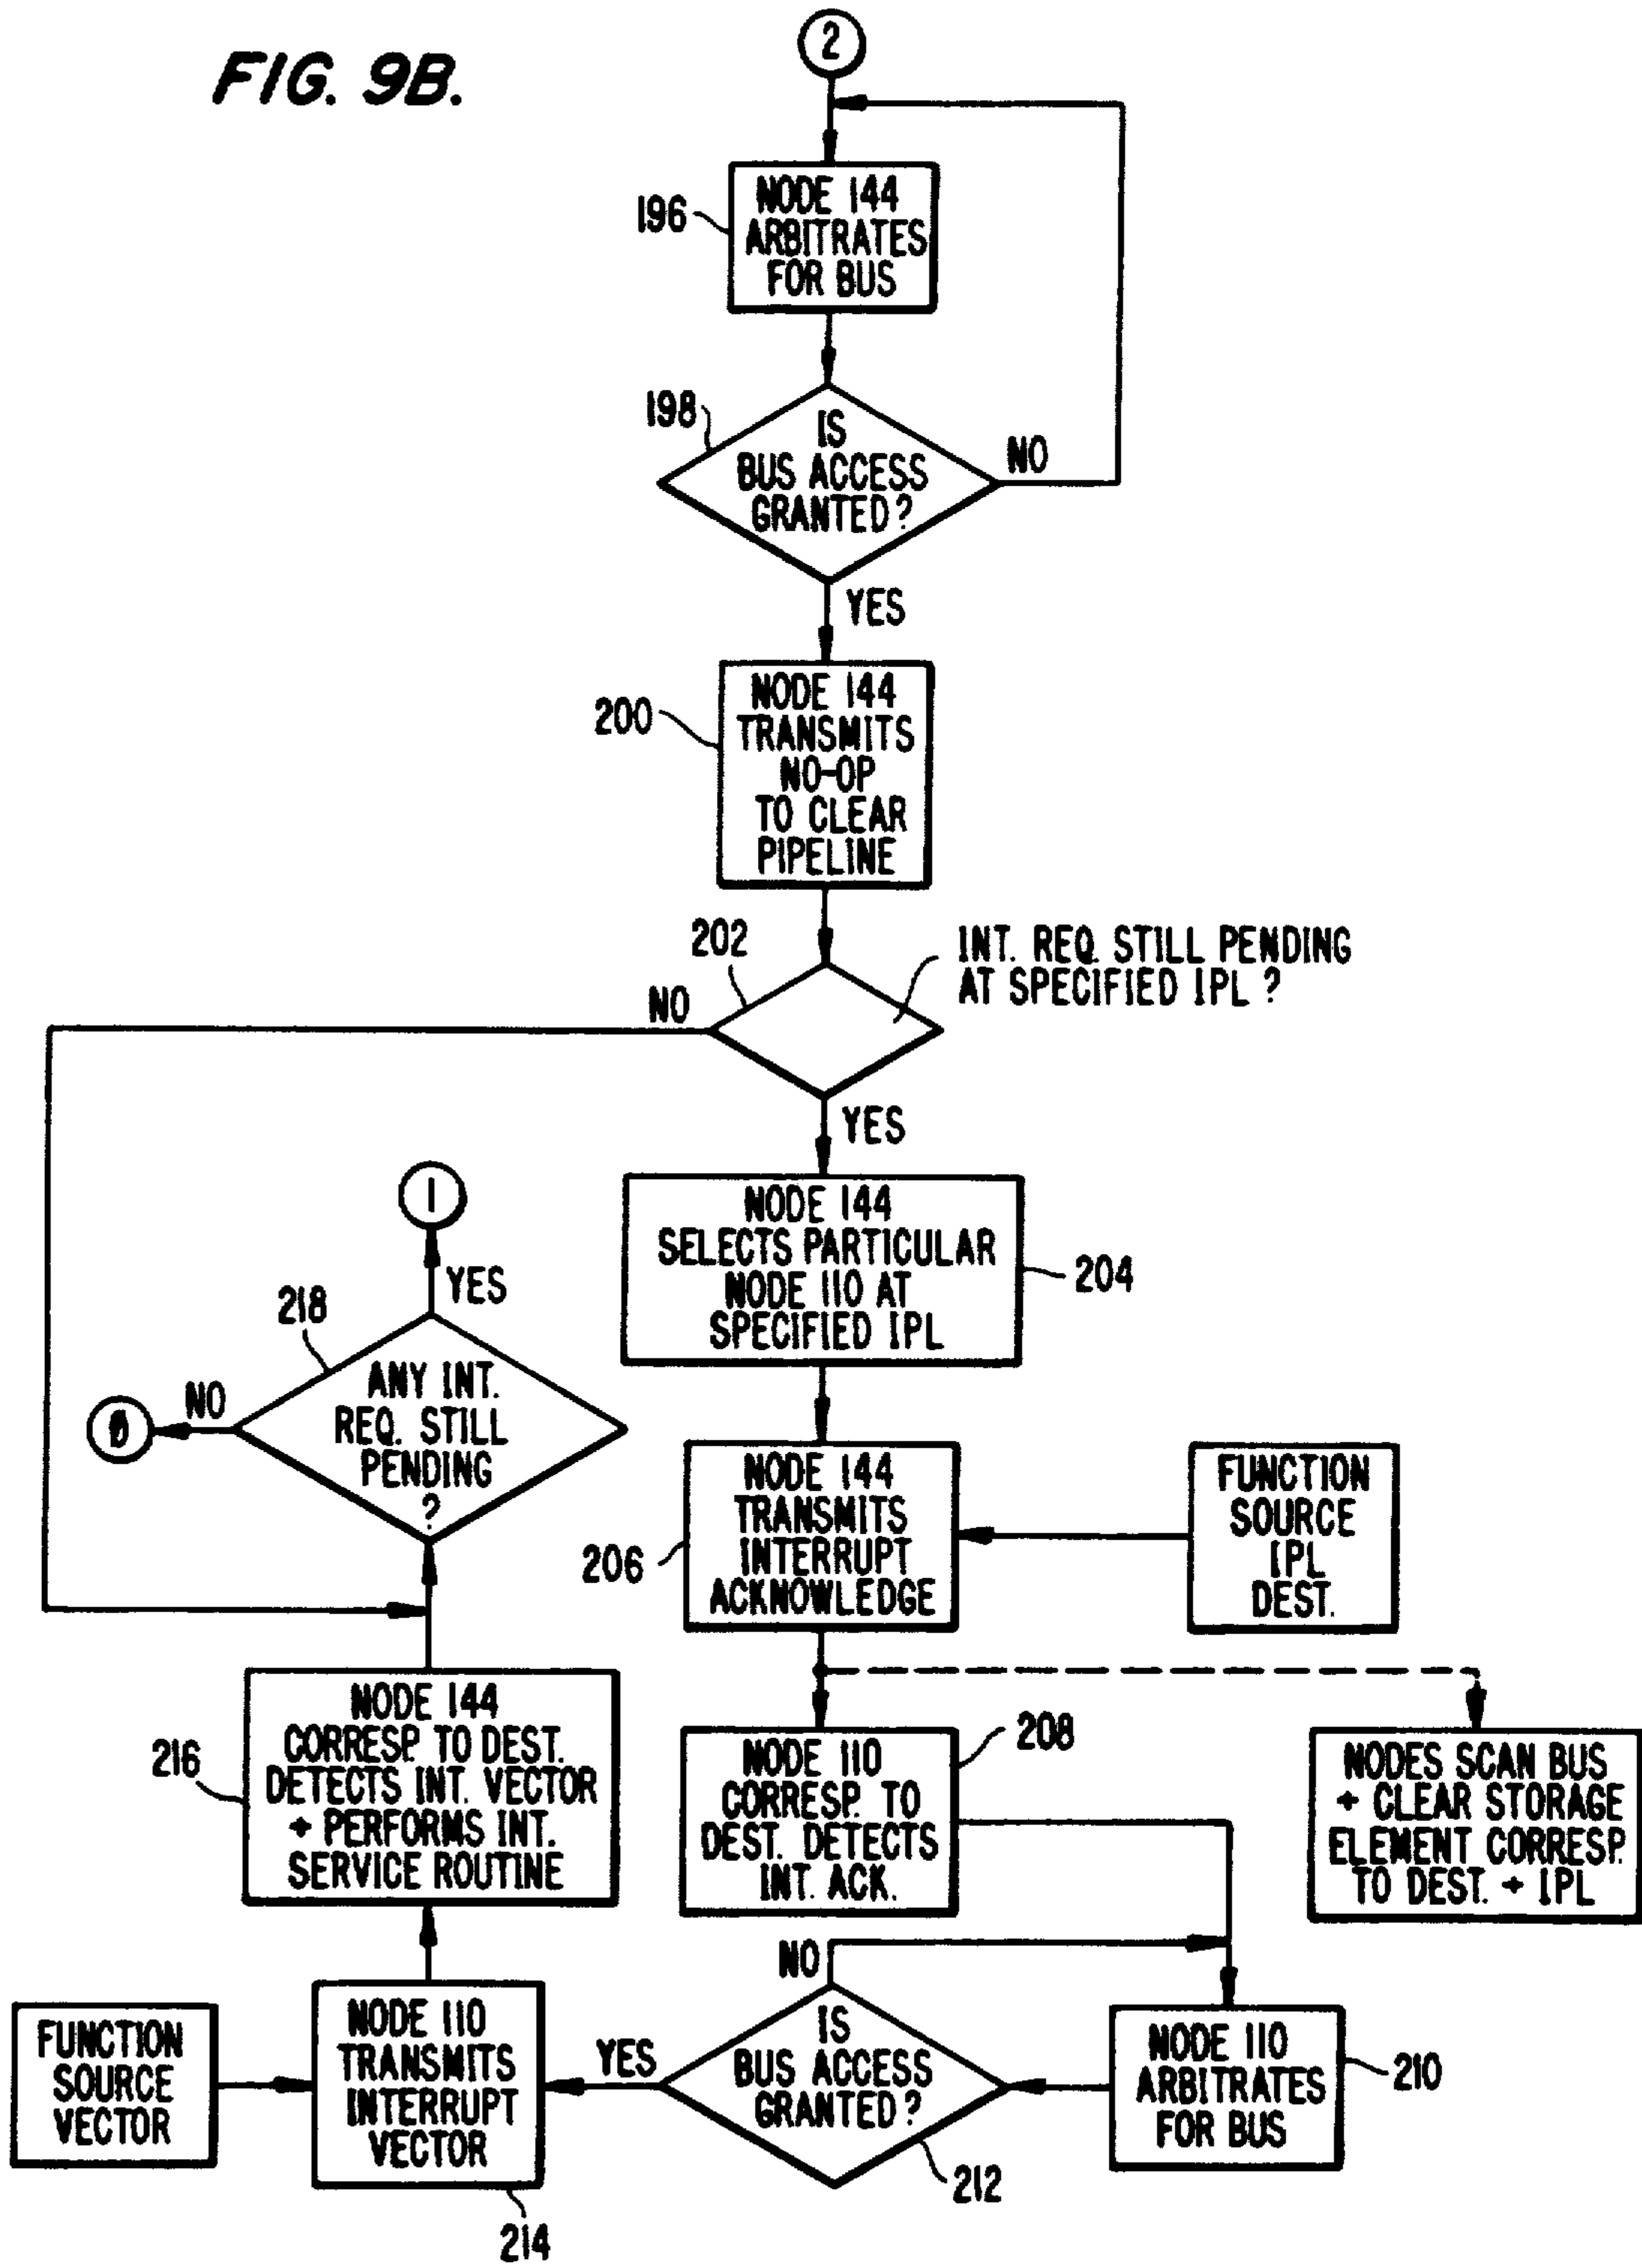 FIG. 9B.
2
196
NODE 144
ARBITRATES
FOR BUS
198
IS
BUS ACCESS
GRANTED?
NO
YES
200
NODE 144
TRANSMITS
NO-OP
TO CLEAR
PIPELINE
202
INT. REQ. STILL PENDING
AT SPECIFIED IPL?
NO
YES
NODE 144
SELECTS PARTICULAR
NODE 110 AT
SPECIFIED IPL
204
1
YES
218
ANY INT.
REQ. STILL
PENDING
?
NO
0
206
NODE 144
TRANSMITS
INTERRUPT
ACKNOWLEDGE
FUNCTION
SOURCE
IPL
DEST.
208
NODE 110
CORRESP. TO
DEST. DETECTS
INT. ACK.
NODES SCAN BUS
+ CLEAR STORAGE
ELEMENT CORRESP.
TO DEST. + IPL
216
NODE 144
CORRESP. TO DEST.
DETECTS INT. VECTOR
+ PERFORMS INT.
SERVICE ROUTINE
FUNCTION
SOURCE
VECTOR
NODE 110
TRANSMITS
INTERRUPT
VECTOR
214
YES
NO
IS
BUS ACCESS
GRANTED?
212
NODE 110
ARBITRATES
FOR BUS
210